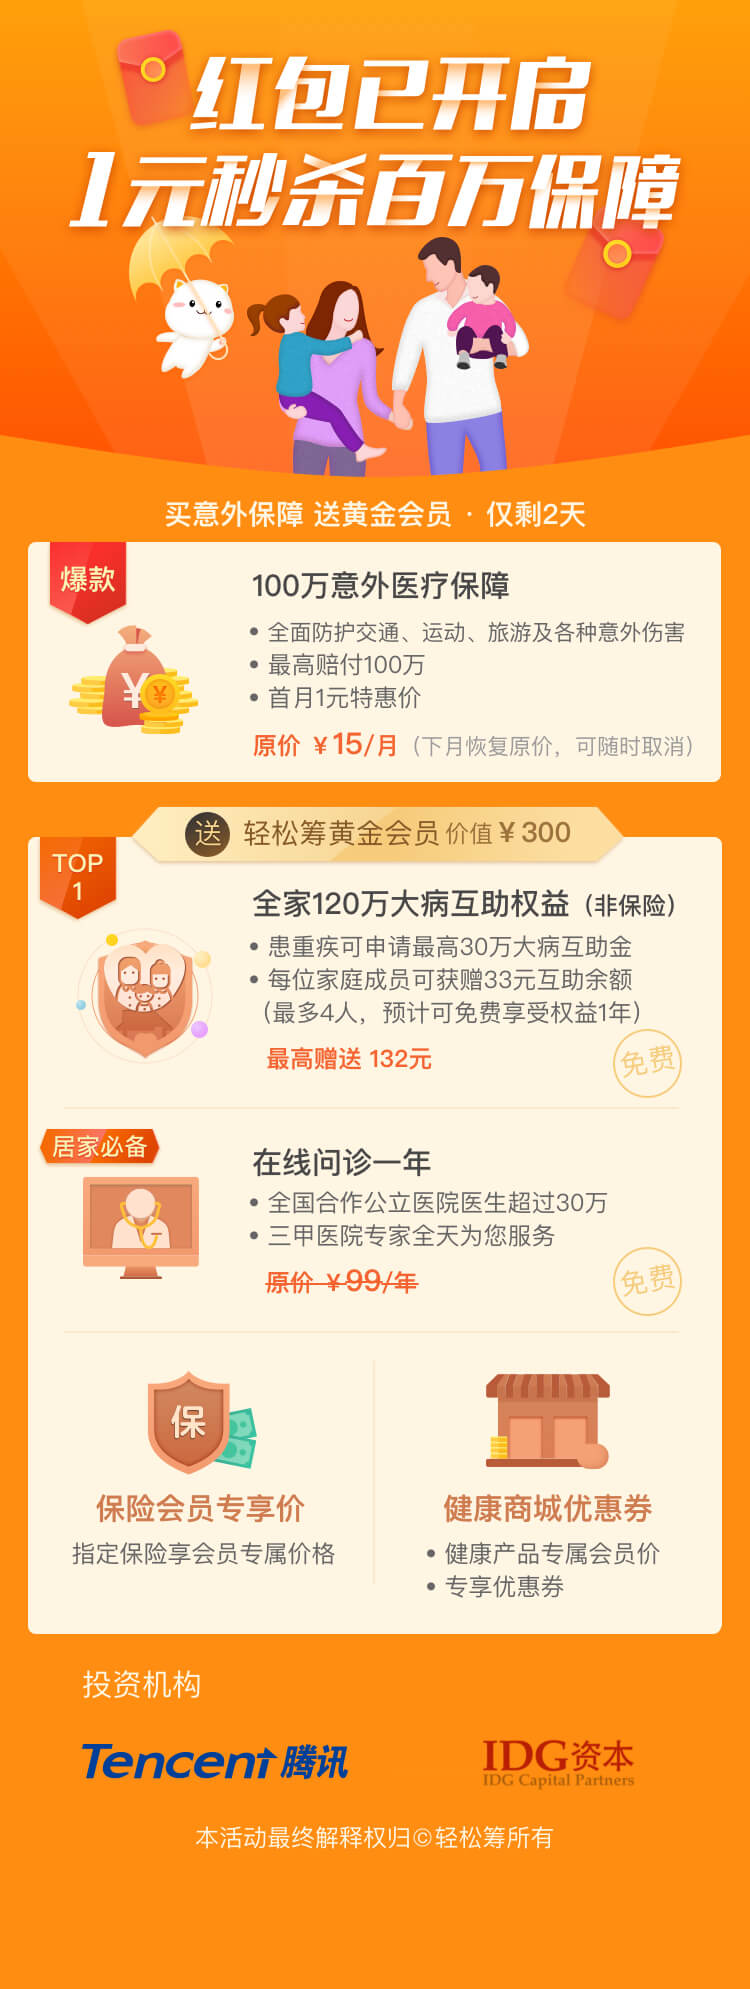 红包已开启
1元秒杀百万保障
买意外保障 送黄金会员 · 仅剩2天
爆款
100万意外医疗保障
• 全面防护交通、运动、旅游及各种意外伤害
• 最高赔付100万
• 首月1元特惠价
¥
¥
原价 ¥15/月（下月恢复原价，可随时取消）
送 轻松筹黄金会员 价值 ¥300
TOP
1
全家120万大病互助权益（非保险）
• 患重疾可申请最高30万大病互助金
• 每位家庭成员可获赠33元互助余额
（最多4人，预计可免费享受权益1年）
最高赠送 132元
免费
居家必备
在线问诊一年
• 全国合作公立医院医生超过30万
• 三甲医院专家全天为您服务
原价 ¥99/年
免费
保
保险会员专享价
指定保险享会员专属价格
健康商城优惠券
• 健康产品专属会员价
• 专享优惠券
投资机构
Tencent 腾讯
IDG资本
IDG Capital Partners
本活动最终解释权归©轻松筹所有